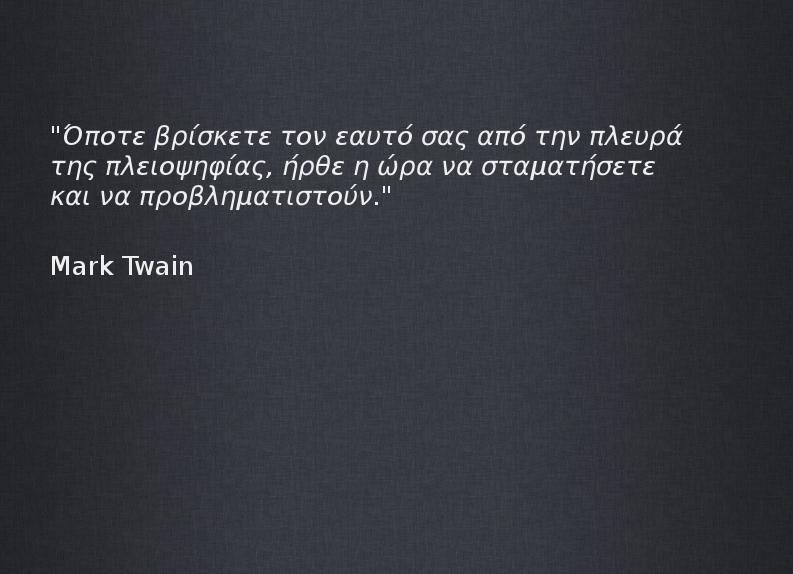 "Όποτε βρίσκετε τον εαυτό σας από την πλευρά
της πλειοψηφίας, ήρθε η ώρα να σταματήσετε
και να προβληματιστούν."
Mark Twain